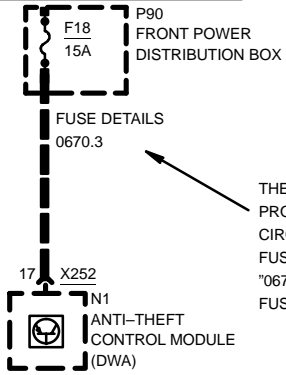 P90
F18
FRONT POWER
15A
DISTRIBUTION BOX
FUSE DETAILS
0670.3
THE
PRO
CIRC
FUS
"067
FUS
17
X252
N1
ANTI–THEFT
CONTROL MODULE
(DWA)